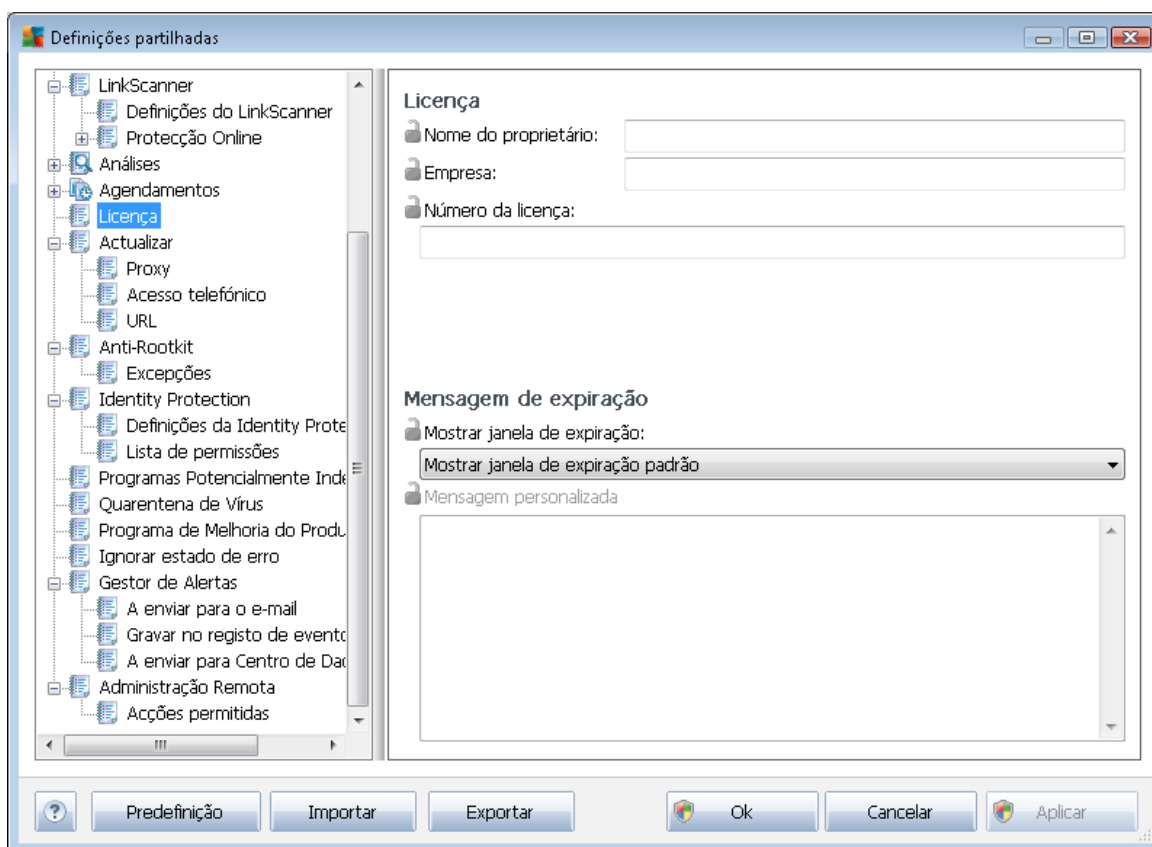 Definições partilhadas
LinkScanner
Definições do LinkScanner
Protecção Online
Análises
Agendamentos
Licença
Actualizar
Proxy
Acesso telefónico
URL
Anti-Rootkit
Excepções
Identity Protection
Definições da Identity Prote
Lista de permissões
Programas Potencialmente Inde
Quarentena de Vírus
Programa de Melhoria do Produ
Ignorar estado de erro
Gestor de Alertas
A enviar para o e-mail
Gravar no registo de evento
A enviar para Centro de Dad
Administração Remota
Acções permitidas
Licença
Nome do proprietário:
Empresa:
Número da licença:
Mensagem de expiração
Mostrar janela de expiração:
Mostrar janela de expiração padrão
Mensagem personalizada
Predefinição
Importar
Exportar
Ok
Cancelar
Aplicar